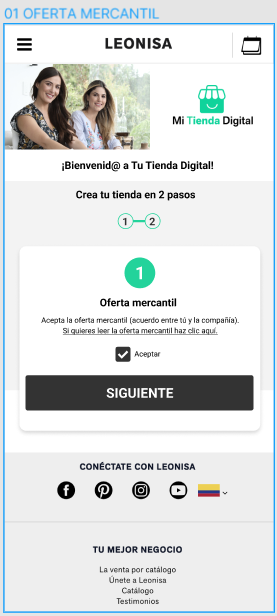 01 OFERTA MERCANTIL
LEONISA
Mi Tienda Digital
¡Bienvenid@ a Tu Tienda Digital!
Crea tu tienda en 2 pasos
1 2
1
Oferta mercantil
Acepta la oferta mercantil (acuerdo entre tú y la compañía).
Si quieres leer la oferta mercantil haz clic aquí.
Aceptar
SIGUIENTE
CONÉCTATE CON LEONISA
TU MEJOR NEGOCIO
La venta por catálogo
Únete a Leonisa
Catálogo
Testimonios